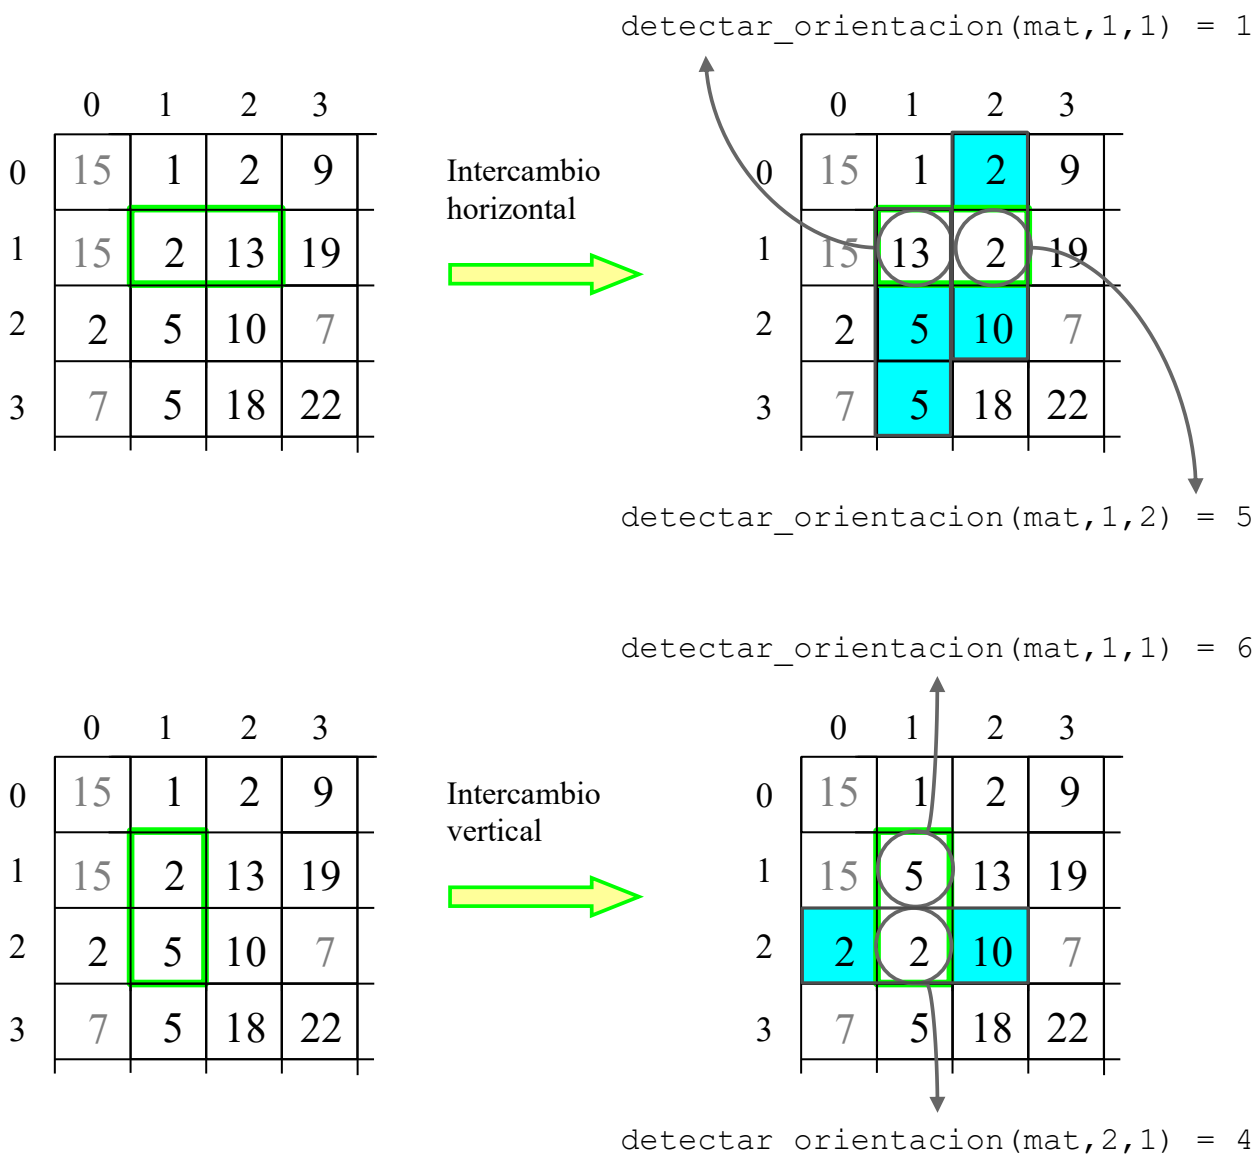 detectar_orientacion(mat,1,1) = 1
0 1 2 3
0 15 1 2 9
1 15 2 13 19
2 2 5 10 7
3 7 5 18 22
Intercambio
horizontal
0 1 2 3
0 15 1 2 9
1 15 13 2 19
2 2 5 10 7
3 7 5 18 22
detectar_orientacion(mat,1,2) = 5
detectar_orientacion(mat,1,1) = 6
0 1 2 3
0 15 1 2 9
1 15 2 13 19
2 2 5 10 7
3 7 5 18 22
Intercambio
vertical
0 1 2 3
0 15 1 2 9
1 15 5 13 19
2 2 2 10 7
3 7 5 18 22
detectar orientacion(mat,2,1) = 4